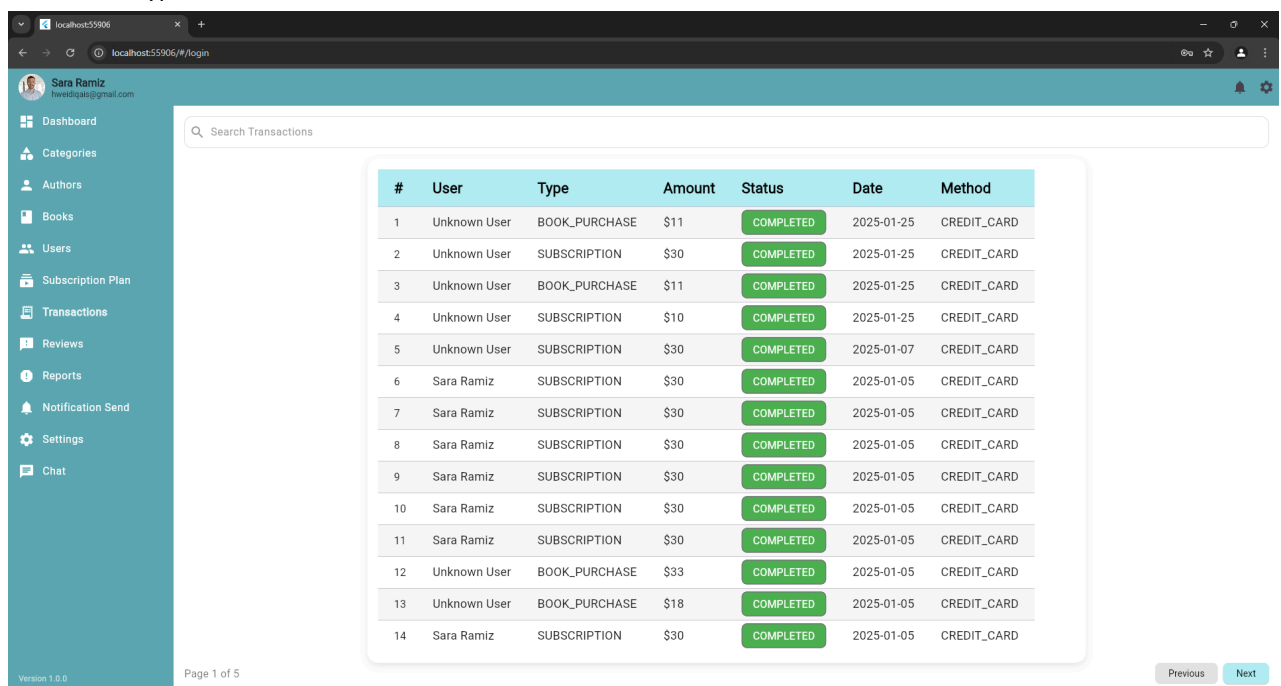 localhost:55906
localhost:55906/#/login
Sara Ramiz
hweidiqais@gmail.com
Dashboard
Categories
Authors
Books
Users
Subscription Plan
Transactions
Reviews
Reports
Notification Send
Settings
Chat
Version 1.0.0
Search Transactions
# User Type Amount Status Date Method
1 Unknown User BOOK_PURCHASE $11 COMPLETED 2025-01-25 CREDIT_CARD
2 Unknown User SUBSCRIPTION $30 COMPLETED 2025-01-25 CREDIT_CARD
3 Unknown User BOOK_PURCHASE $11 COMPLETED 2025-01-25 CREDIT_CARD
4 Unknown User SUBSCRIPTION $10 COMPLETED 2025-01-25 CREDIT_CARD
5 Unknown User SUBSCRIPTION $30 COMPLETED 2025-01-07 CREDIT_CARD
6 Sara Ramiz SUBSCRIPTION $30 COMPLETED 2025-01-05 CREDIT_CARD
7 Sara Ramiz SUBSCRIPTION $30 COMPLETED 2025-01-05 CREDIT_CARD
8 Sara Ramiz SUBSCRIPTION $30 COMPLETED 2025-01-05 CREDIT_CARD
9 Sara Ramiz SUBSCRIPTION $30 COMPLETED 2025-01-05 CREDIT_CARD
10 Sara Ramiz SUBSCRIPTION $30 COMPLETED 2025-01-05 CREDIT_CARD
11 Sara Ramiz SUBSCRIPTION $30 COMPLETED 2025-01-05 CREDIT_CARD
12 Unknown User BOOK_PURCHASE $33 COMPLETED 2025-01-05 CREDIT_CARD
13 Unknown User BOOK_PURCHASE $18 COMPLETED 2025-01-05 CREDIT_CARD
14 Sara Ramiz SUBSCRIPTION $30 COMPLETED 2025-01-05 CREDIT_CARD
Page 1 of 5
Previous Next